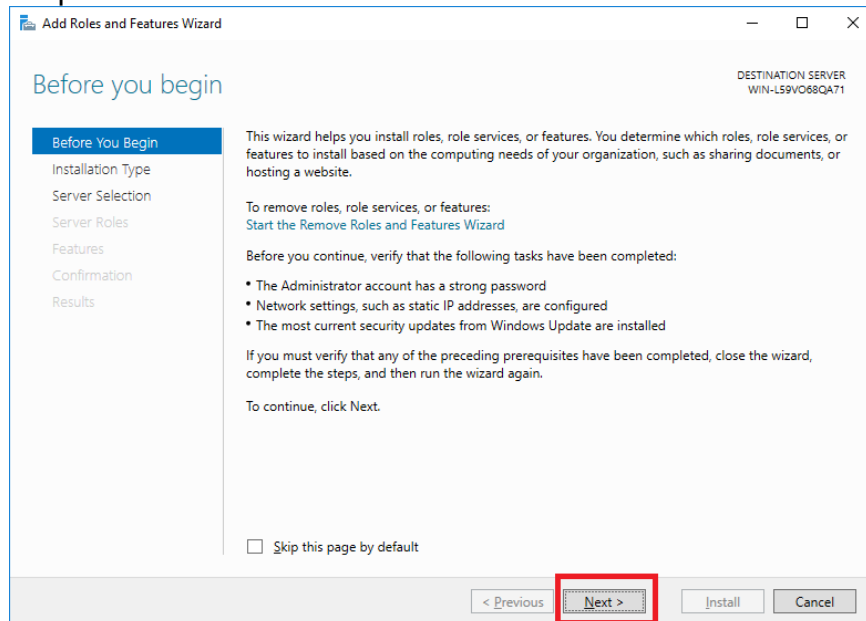 Add Roles and Features Wizard
Before you begin
DESTINATION SERVER
WIN-L59VO68QA71
Before You Begin
Installation Type
Server Selection
Server Roles
Features
Confirmation
Results
This wizard helps you install roles, role services, or features. You determine which roles, role services, or
features to install based on the computing needs of your organization, such as sharing documents, or
hosting a website.
To remove roles, role services, or features:
Start the Remove Roles and Features Wizard
Before you continue, verify that the following tasks have been completed:
• The Administrator account has a strong password
• Network settings, such as static IP addresses, are configured
• The most current security updates from Windows Update are installed
If you must verify that any of the preceding prerequisites have been completed, close the wizard,
complete the steps, and then run the wizard again.
To continue, click Next.
Skip this page by default
< Previous
Next >
Install
Cancel